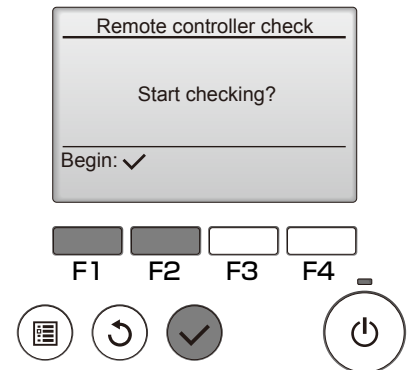 Remote controller check
Start checking?
Begin: ✓
F1 F2 F3 F4